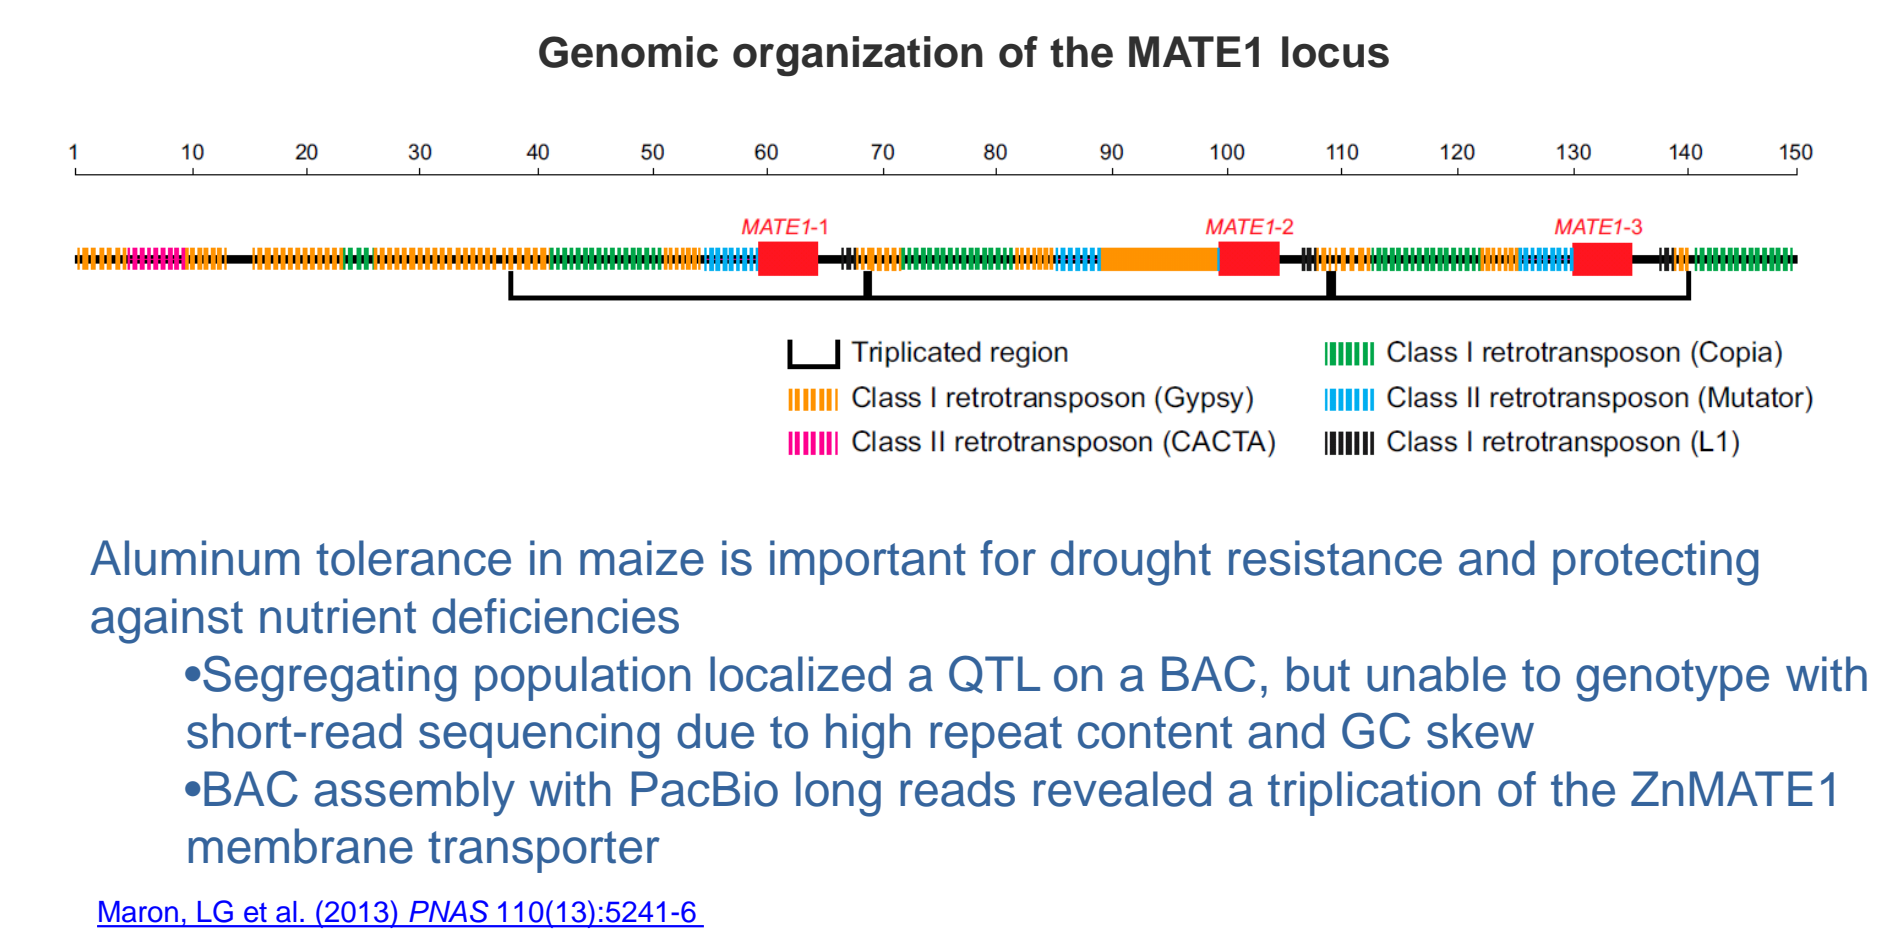 Genomic organization of the MATE1 locus
1 10 20 30 40 50 60 70 80 90 100 110 120 130 140 150
MATE1-1 MATE1-2 MATE1-3
Triplicated region
Class I retrotransposon (Gypsy)
Class II retrotransposon (CACTA)
Class I retrotransposon (Copia)
Class II retrotransposon (Mutator)
Class I retrotransposon (L1)
Aluminum tolerance in maize is important for drought resistance and protecting
against nutrient deficiencies
•Segregating population localized a QTL on a BAC, but unable to genotype with
short-read sequencing due to high repeat content and GC skew
•BAC assembly with PacBio long reads revealed a triplication of the ZnMATE1
membrane transporter
Maron, LG et al. (2013) PNAS 110(13):5241-6